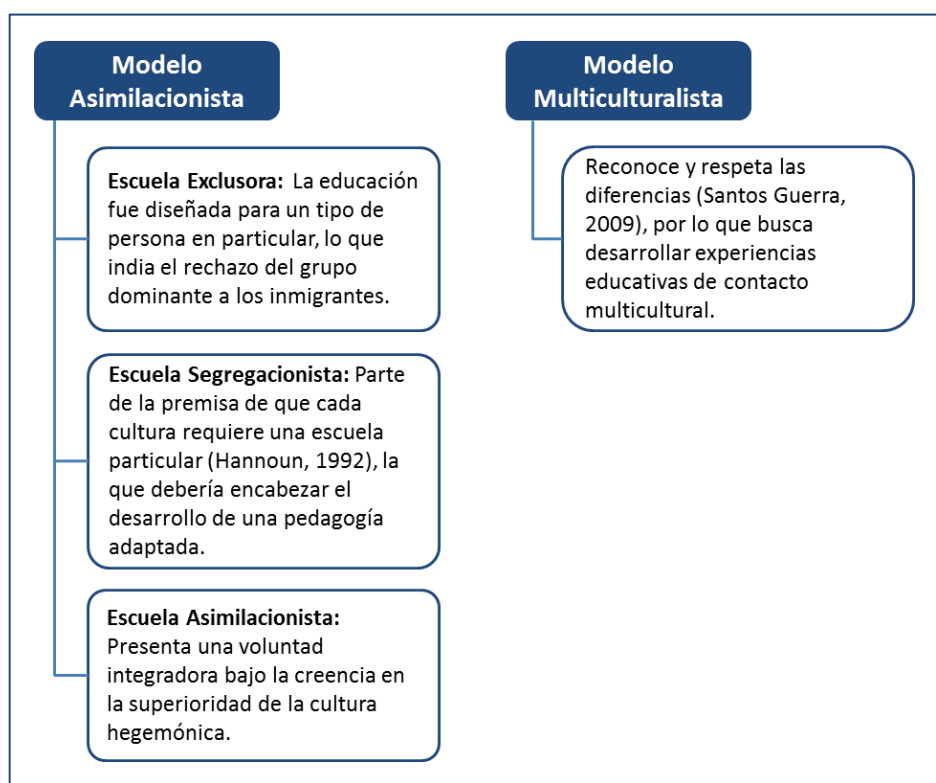 Modelo
Asimilacionista
Escuela Exclusora: La educación
fue diseñada para un tipo de
persona en particular, lo que
india el rechazo del grupo
dominante a los inmigrantes.
Escuela Segregacionista: Parte
de la premisa de que cada
cultura requiere una escuela
particular (Hannoun, 1992), la
que debería encabezar el
desarrollo de una pedagogía
adaptada.
Escuela Asimilacionista:
Presenta una voluntad
integradora bajo la creencia en
la superioridad de la cultura
hegemónica.
Modelo
Multiculturalista
Reconoce y respeta las
diferencias (Santos Guerra,
2009), por lo que busca
desarrollar experiencias
educativas de contacto
multicultural.